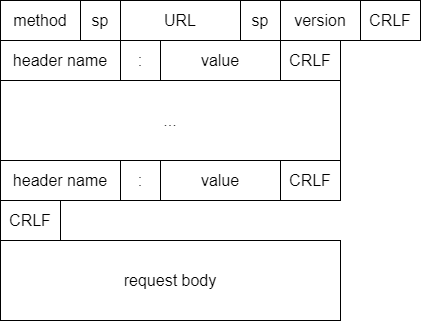 method sp URL sp version CRLF
header name : value CRLF
...
header name : value CRLF
CRLF
request body